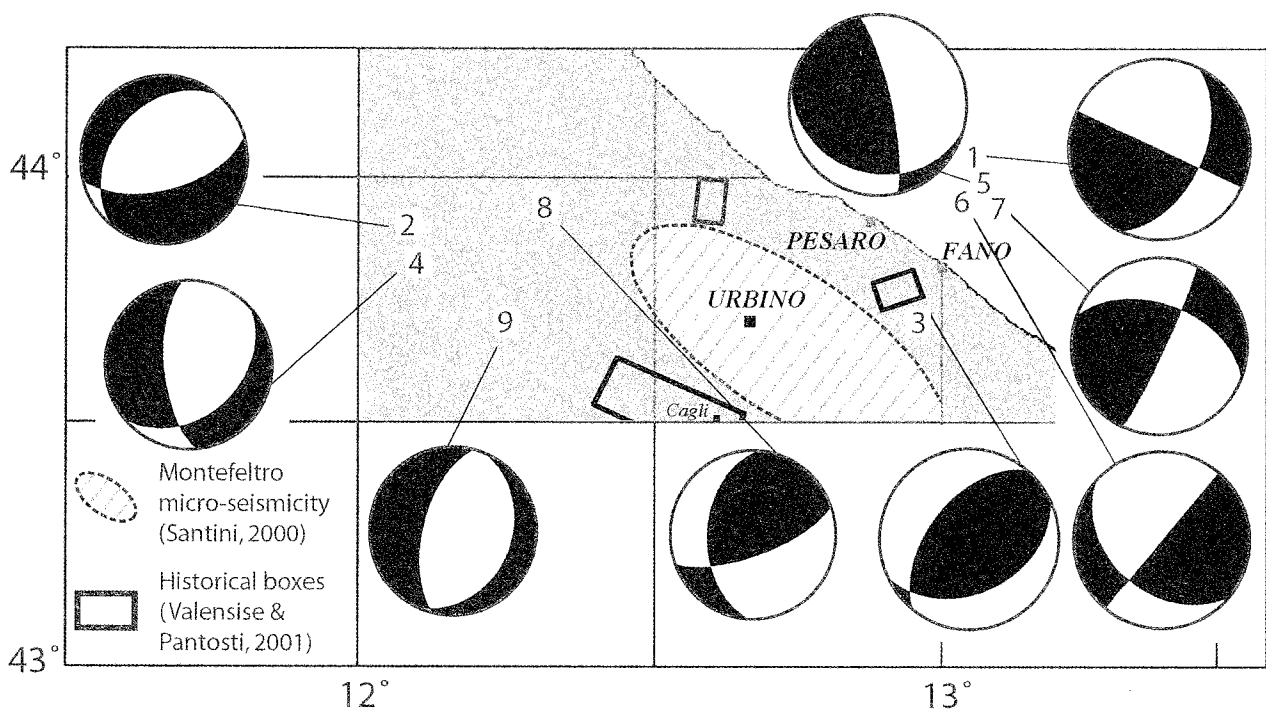 44°
1
5
6
7
8
2
4
PESARO
FANO
URBINO
3
9
Cagli
Montefeltro
micro-seismicity
(Santini, 2000)
Historical boxes
(Valensise &
Pantosti, 2001)
43°
12°
13°